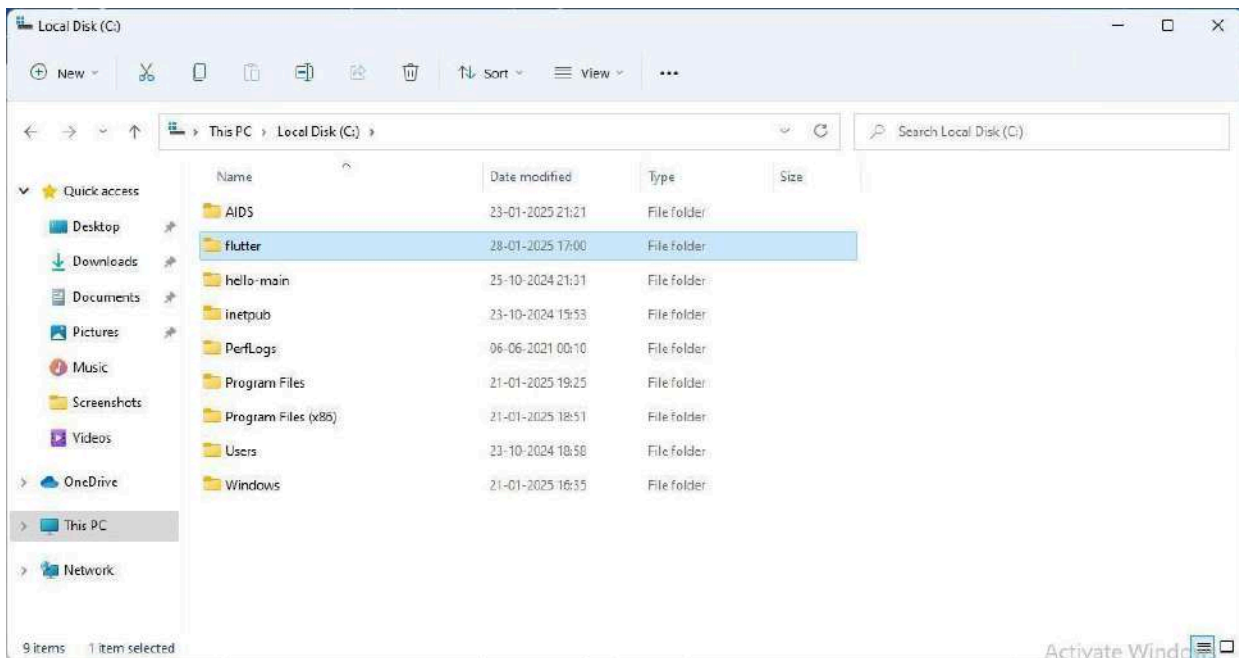 Local Disk (C:)
New Sort View
This PC Local Disk (C:) Search Local Disk (C:)
Name Date modified Type Size
Quick access
Desktop
Downloads
Documents
Pictures
Music
Screenshots
Videos
OneDrive
This PC
Network
AIDS 23-01-2025 21:21 File folder
flutter 28-01-2025 17:00 File folder
hello-main 25-10-2024 21:31 File folder
inetpub 23-10-2024 15:53 File folder
PerfLogs 06-06-2021 00:10 File folder
Program Files 21-01-2025 19:25 File folder
Program Files (x86) 21-01-2025 18:51 File folder
Users 23-10-2024 18:58 File folder
Windows 21-01-2025 16:35 File folder
9 items 1 item selected
Activate Windo